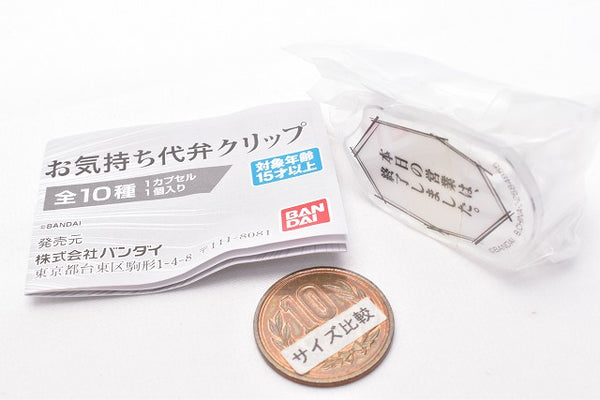 お気持ち代弁クリップ
全10種
1カプセル
1個入り
対象年齢
15才以上
©BANDAI
発売元
株式会社バンダイ 〒111-8081
東京都台東区駒形1-4-8
BAN
DAI
本日の営業は、
終了しました。
©BANDAI
10
サイズ比較